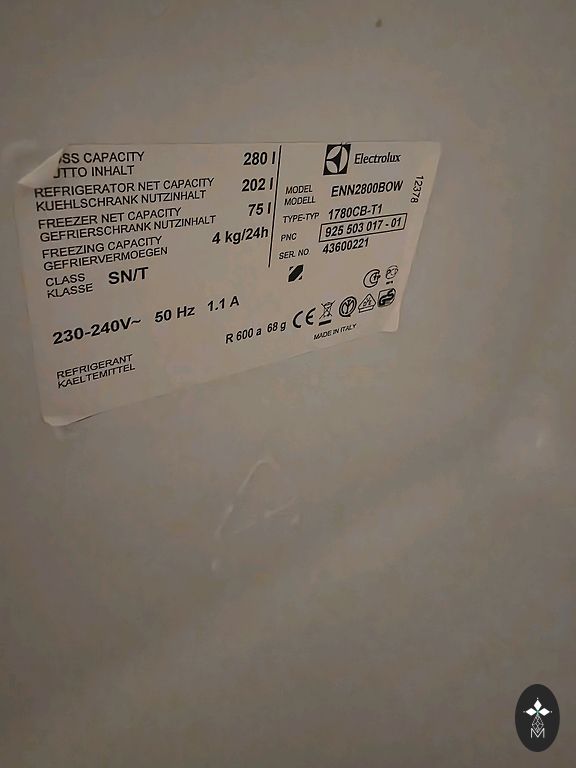 SS CAPACITY 280 l
UTTO INHALT
REFRIGERATOR NET CAPACITY 202 l
KUEHLSCHRANK NUTZINHALT
FREEZER NET CAPACITY 75 l
GEFRIERSCHRANK NUTZINHALT
FREEZING CAPACITY 4 kg/24h
GEFRIERVERMOEGEN
CLASS SN/T
KLASSE
230-240V~ 50 Hz 1.1 A
REFRIGERANT R 600 a 68 g
KAELTEMITTEL
Electrolux
MODEL ENN2800BOW
MODELL
TYPE-TYP 1780CB-T1
PNC 925 503 017 - 01
SER. NO 43600221
CE
MADE IN ITALY
12378
M